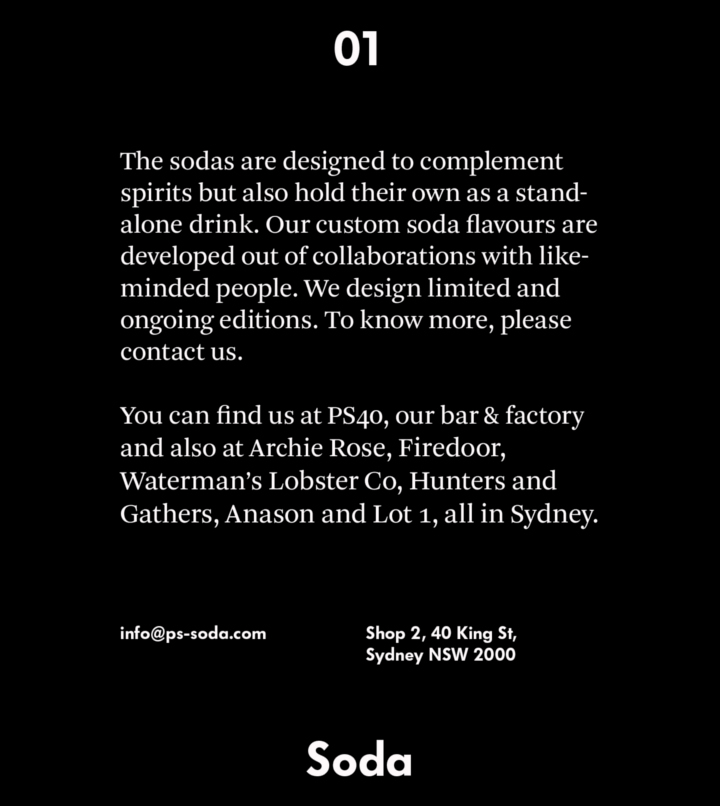 01
The sodas are designed to complement
spirits but also hold their own as a stand-
alone drink. Our custom soda flavours are
developed out of collaborations with like-
minded people. We design limited and
ongoing editions. To know more, please
contact us.
You can find us at PS40, our bar & factory
and also at Archie Rose, Firedoor,
Waterman’s Lobster Co, Hunters and
Gathers, Anason and Lot 1, all in Sydney.
info@ps-soda.com
Shop 2, 40 King St,
Sydney NSW 2000
Soda